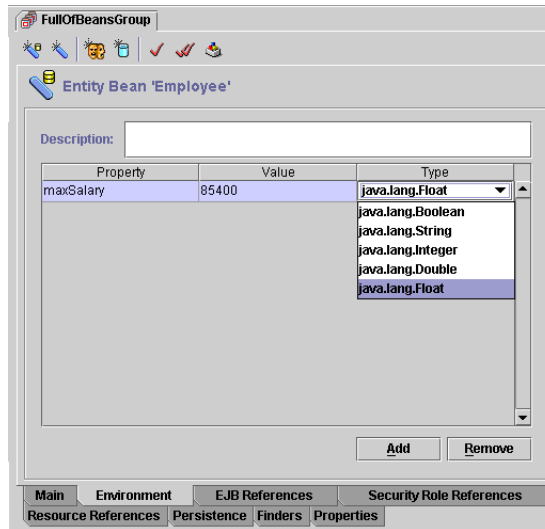 FullOfBeansGroup
Entity Bean 'Employee'
Description:
Property Value Type
maxSalary 85400 java.lang.Float
java.lang.Boolean
java.lang.String
java.lang.Integer
java.lang.Double
java.lang.Float
Add Remove
Main Environment EJB References Security Role References
Resource References Persistence Finders Properties